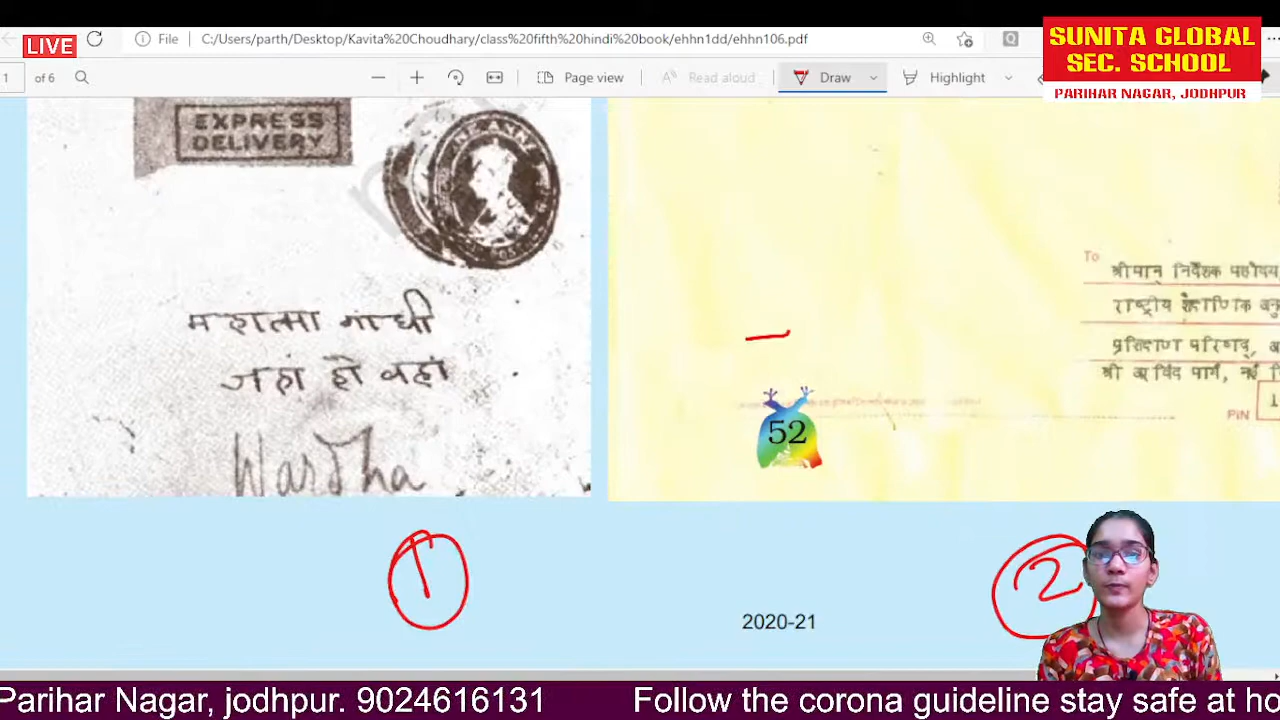 LIVE
File
C:/Users/parth/Desktop/Kavita%20Choudhary/class%20fifth%20hindi%20book/ehhn1dd/ehhn106.pdf
SUNITA GLOBAL
SEC. SCHOOL
PARIHAR NAGAR, JODHPUR
1 of 6
Page view
Read aloud
Draw
Highlight
EXPRESS
DELIVERY
महात्मा गांधी
जहां हो वहां
Wardha
To
श्रीमान् निदेशक महोदय,
राष्ट्रीय शैक्षणिक अनु
प्रशिक्षण परिषद्, अ
श्री अरविंद मार्ग, नई
PIN 1
52
1
2
2020-21
Parihar Nagar, jodhpur. 9024616131 Follow the corona guideline stay safe at ho